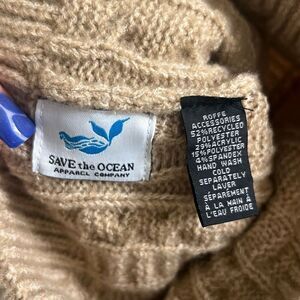 SAVE the OCEAN
APPAREL COMPANY
ROFFE
ACCESSORIES
52%RECYCLED
POLYESTER
29%ACRYLIC
15%POLYESTER
4%SPANDEX
HAND WASH
COLD
SEPARATELY
LAVER
SÉPARÉMENT
À LA MAIN À
L'EAU FROIDE